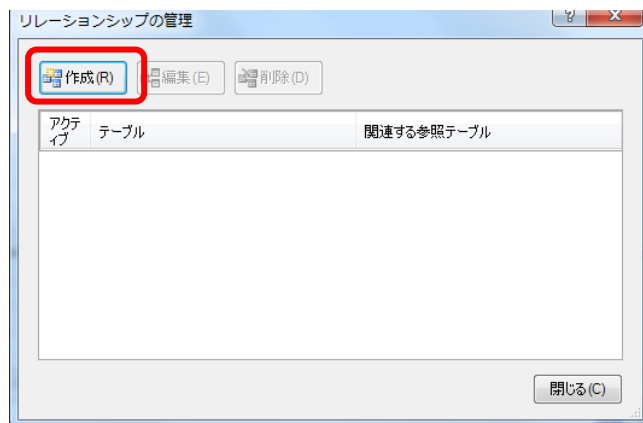 リレーションシップの管理
作成(R) 編集(E) 削除(D)
アクテ
ィブ テーブル 関連する参照テーブル
閉じる(C)